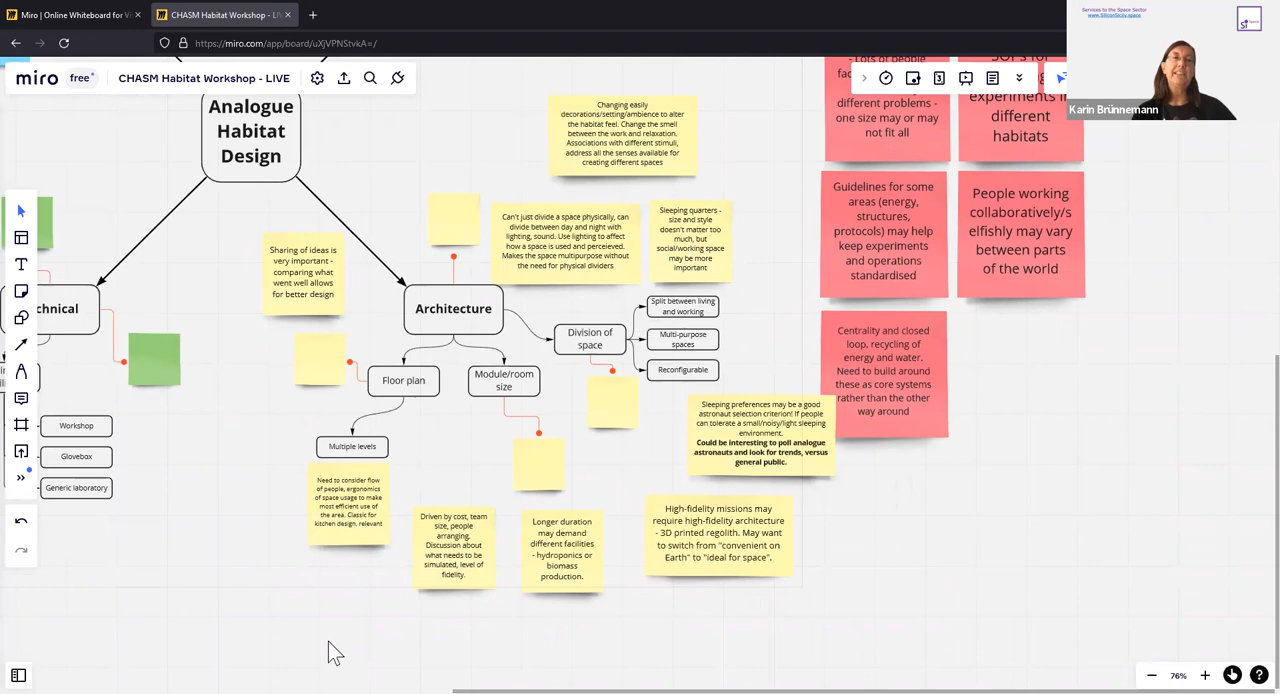 Miro | Online Whiteboard for Vi
CHASM Habitat Workshop - LIVE
https://miro.com/app/board/uXjVPNStvkA=/
Services to the Space Sector
www.SiliconSicily.space
Space
Karin Brünnemann
miro
free
CHASM Habitat Workshop - LIVE
Analogue
Habitat
Design
Changing easily
decorations/setting/ambience to alter
the habitat feel. Change the smell
between the work and relaxation.
Associations with different stimuli,
address all the senses available for
creating different spaces
- Lots of people
different problems -
one size may or may
not fit all
experiments in
different
habitats
Guidelines for some
areas (energy,
structures,
protocols) may help
keep experiments
and operations
standardised
People working
collaboratively/s
elfishly may vary
between parts
of the world
Sharing of ideas is
very important -
comparing what
went well allows
for better design
Can't just divide a space physically, can
divide between day and night with
lighting, sound. Use lighting to affect
how a space is used and pereceived.
Makes the space multipurpose without
the need for physical dividers
Sleeping quarters -
size and style
doesn't matter too
much, but
social/working space
may be more
important
chnical
Architecture
Split between living
and working
Division of
space
Multi-purpose
spaces
Reconfigurable
Centrality and closed
loop, recycling of
energy and water.
Need to build around
these as core systems
rather than the other
way around
Floor plan
Module/room
size
Sleeping preferences may be a good
astronaut selection criterion! If people
can tolerate a small/noisy/light sleeping
environment.
Could be interesting to poll analogue
astronauts and look for trends, versus
general public.
Workshop
Glovebox
Generic laboratory
Multiple levels
Need to consider flow
of people, ergonomics
of space usage to make
most efficient use of
the area. Classic for
kitchen design, relevant
Driven by cost, team
size, people
arranging.
Discussion about
what needs to be
simulated, level of
fidelity.
Longer duration
may demand
different facilities
- hydroponics or
biomass
production.
High-fidelity missions may
require high-fidelity architecture
- 3D printed regolith. May want
to switch from "convenient on
Earth" to "ideal for space".
76%